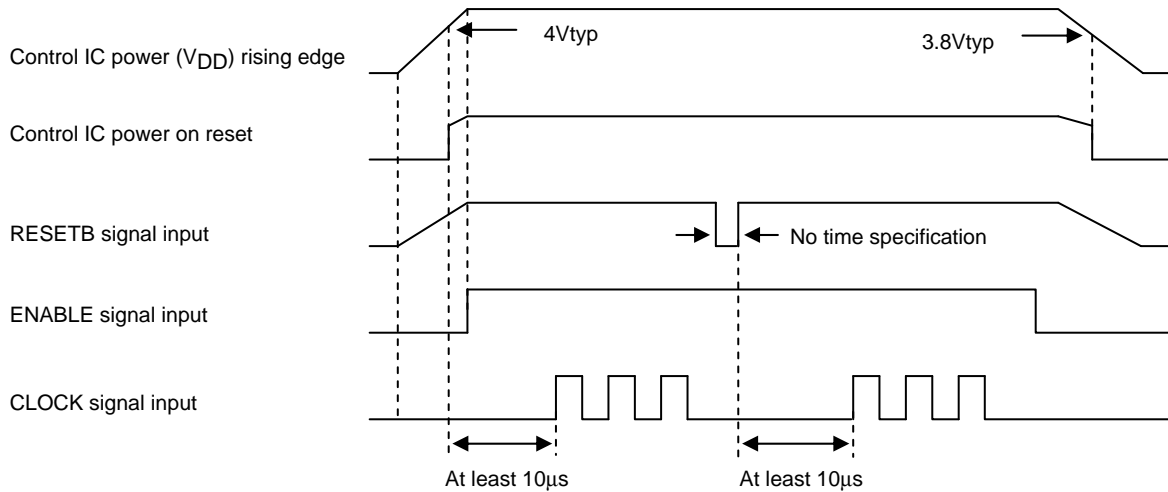 4Vtyp
3.8Vtyp
Control IC power (VDD) rising edge
Control IC power on reset
RESETB signal input
No time specification
ENABLE signal input
CLOCK signal input
At least 10μs
At least 10μs